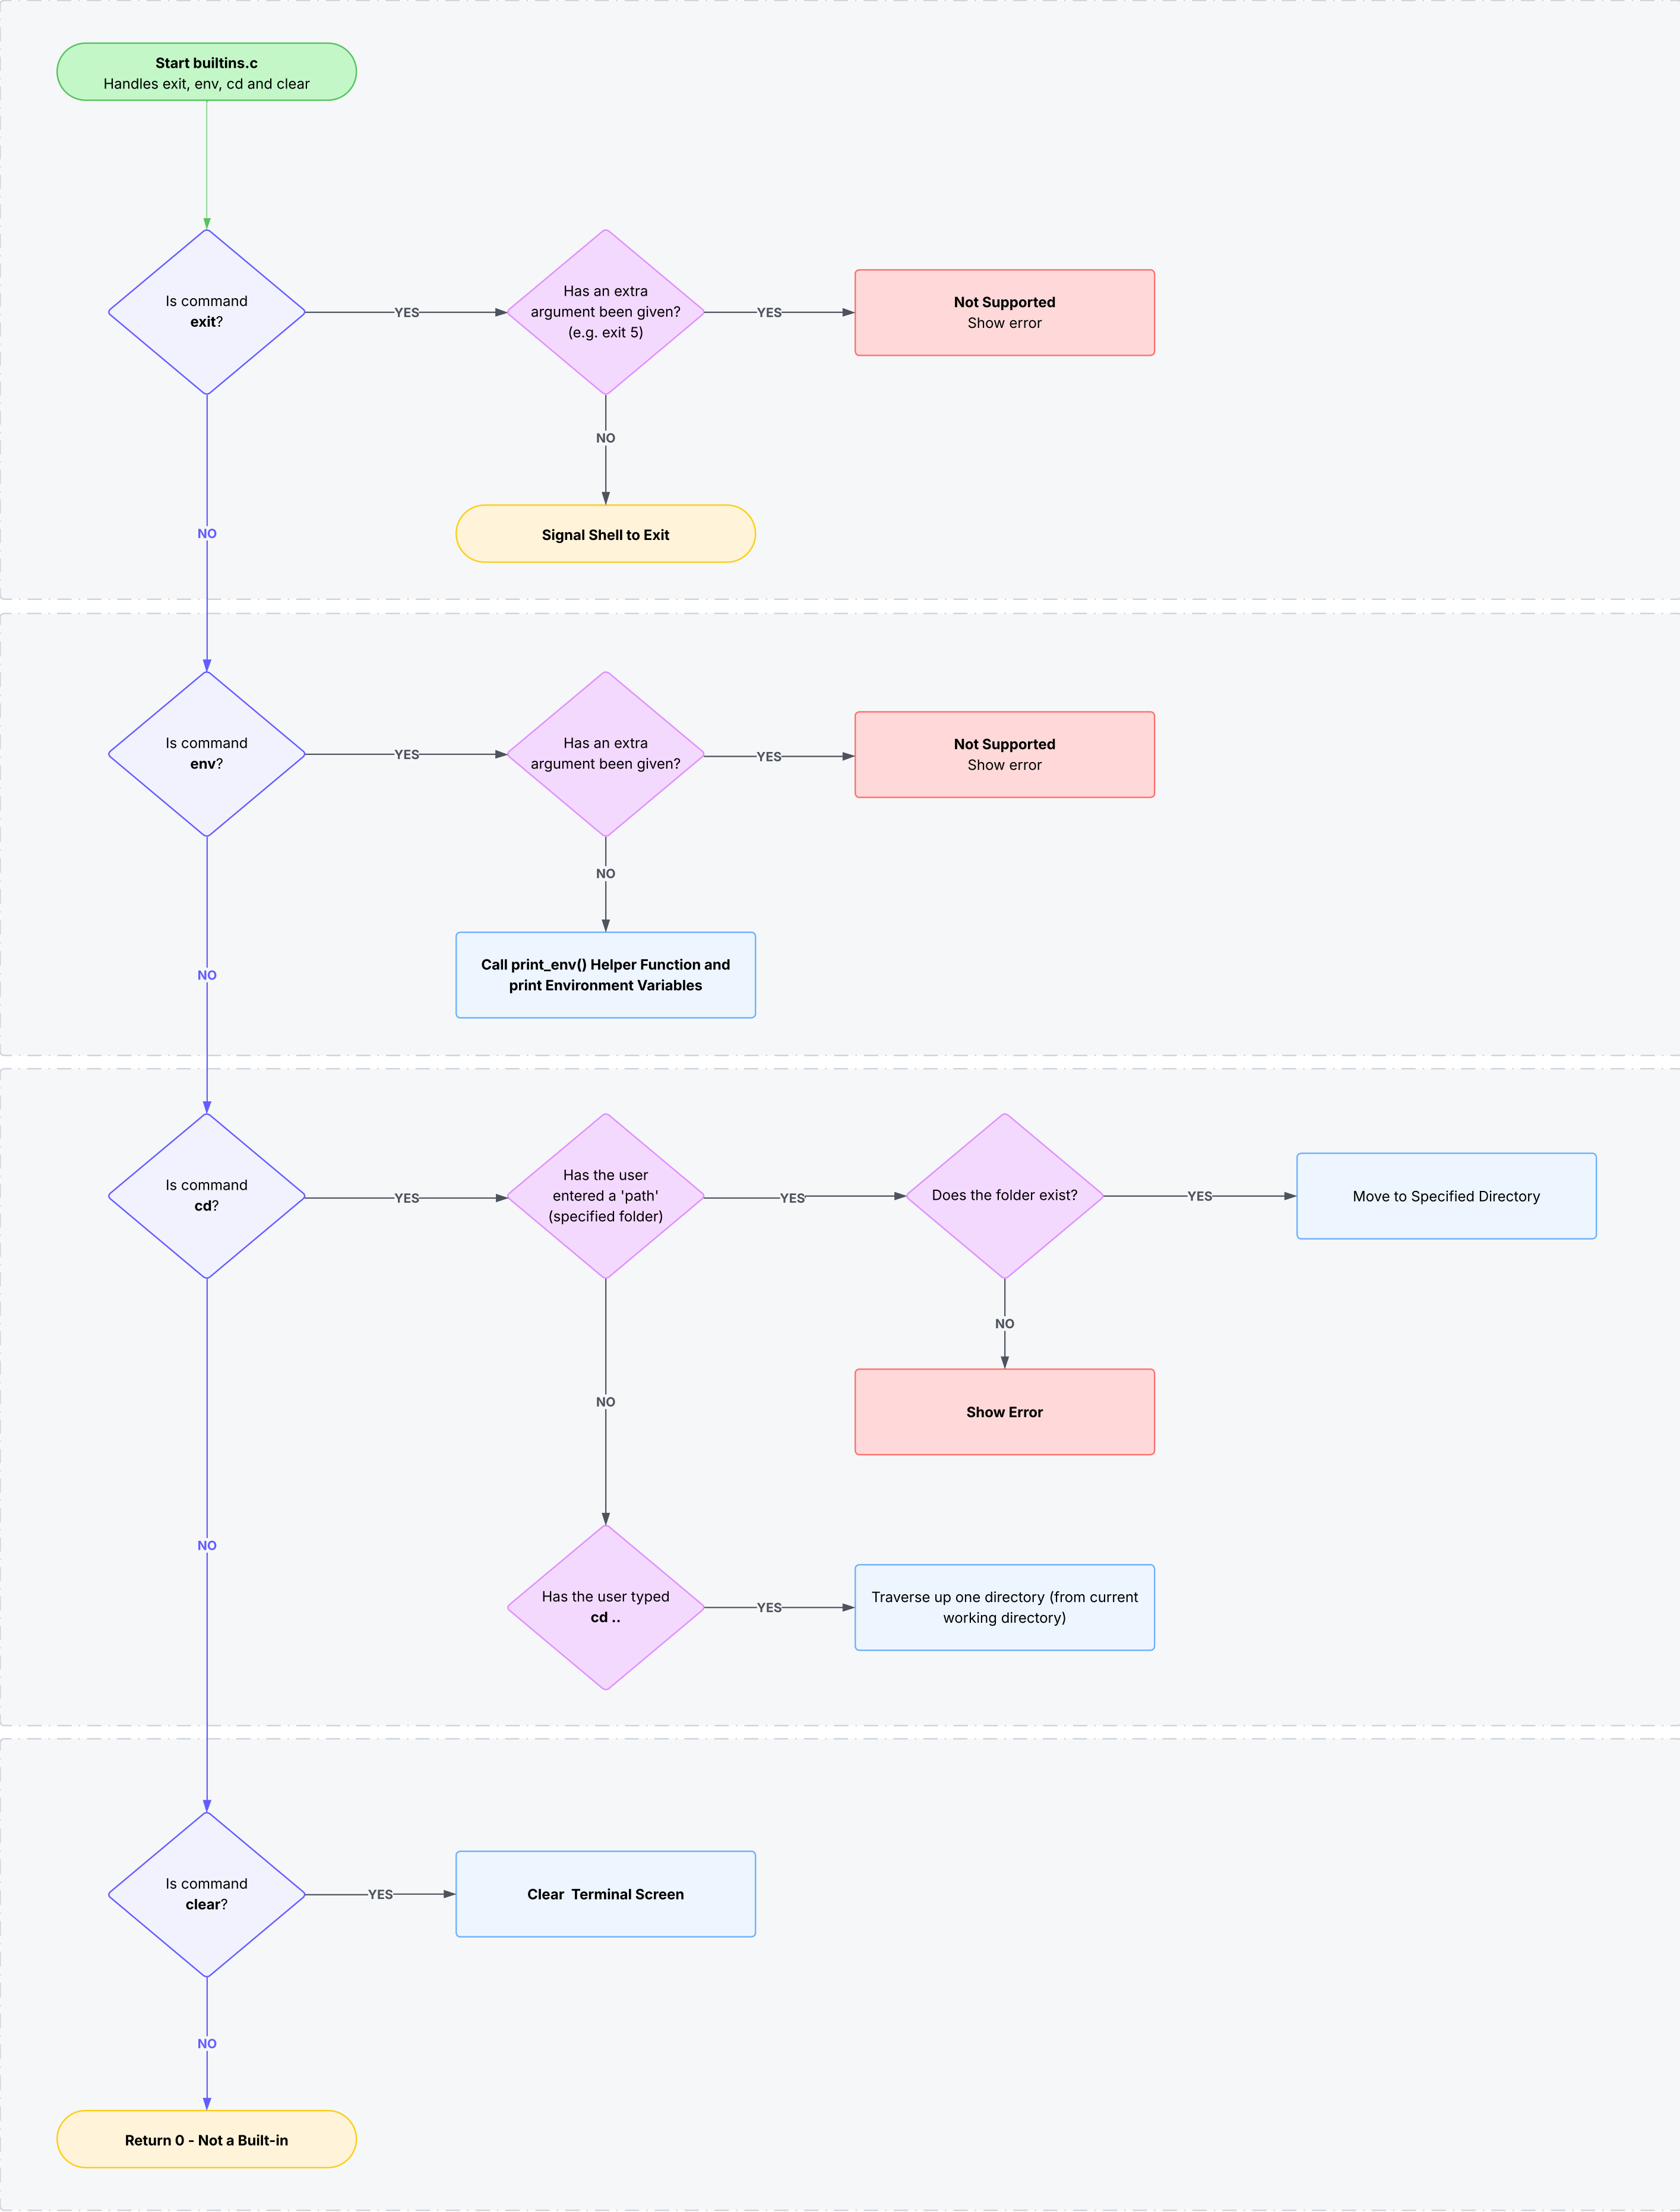 Start builtins.c
Handles exit, env, cd and clear
Is command
exit?
YES
Has an extra
argument been given?
(e.g. exit 5)
YES
Not Supported
Show error
NO
Signal Shell to Exit
NO
Is command
env?
YES
Has an extra
argument been given?
YES
Not Supported
Show error
NO
Call print_env() Helper Function and
print Environment Variables
NO
Is command
cd?
YES
Has the user
entered a 'path'
(specified folder)
YES
Does the folder exist?
YES
Move to Specified Directory
NO
Show Error
NO
Has the user typed
cd ..
YES
Traverse up one directory (from current
working directory)
NO
Is command
clear?
YES
Clear  Terminal Screen
NO
Return 0 - Not a Built-in